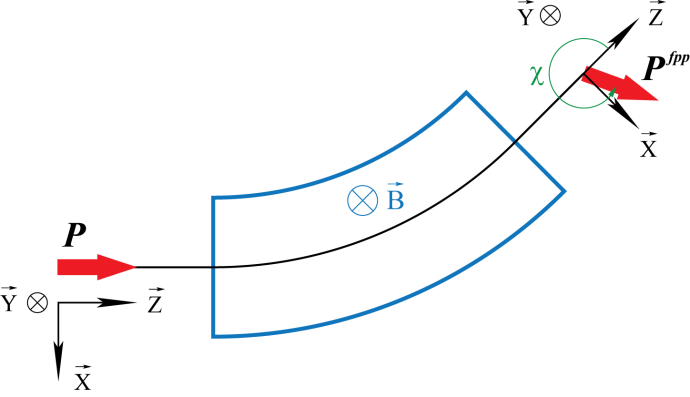 Y⃗ Z⃗
P^fpp
χ
X⃗
B⃗
P
Y⃗ Z⃗
X⃗